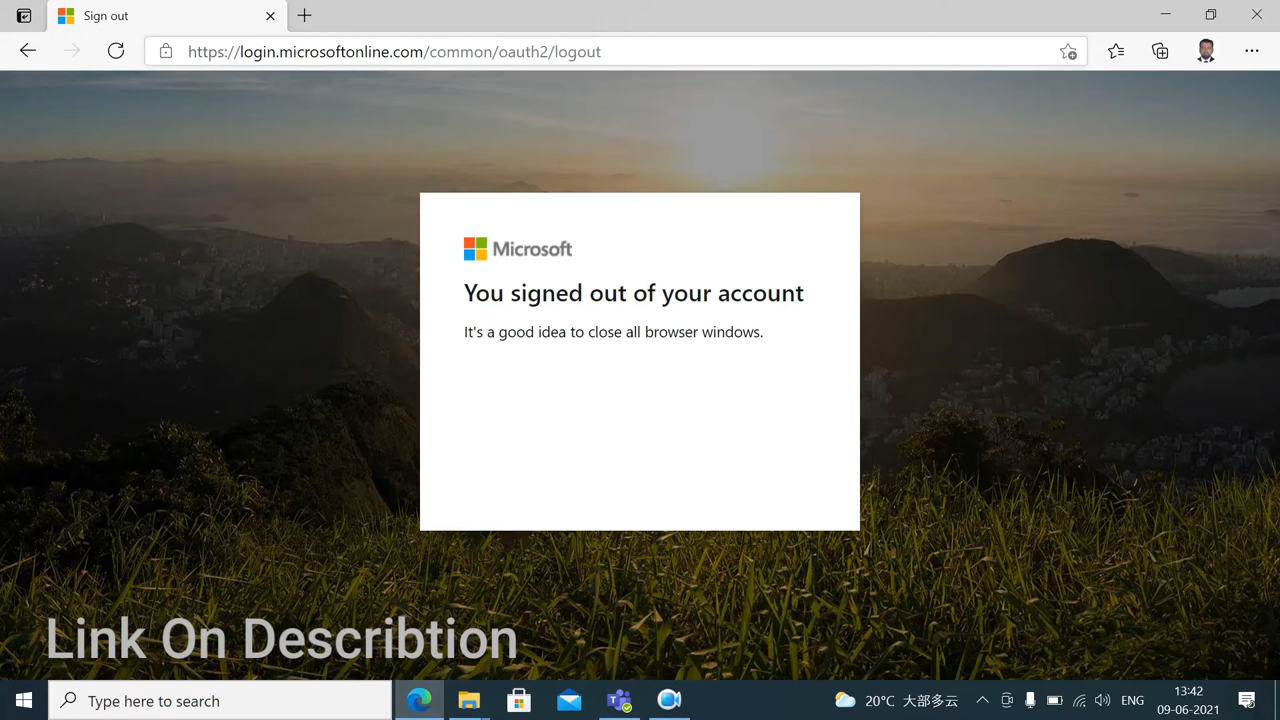 Sign out
https://login.microsoftonline.com/common/oauth2/logout
Microsoft
You signed out of your account
It's a good idea to close all browser windows.
Link On Describtion
Type here to search
20°C 大部多云
ENG
13:42
09-06-2021